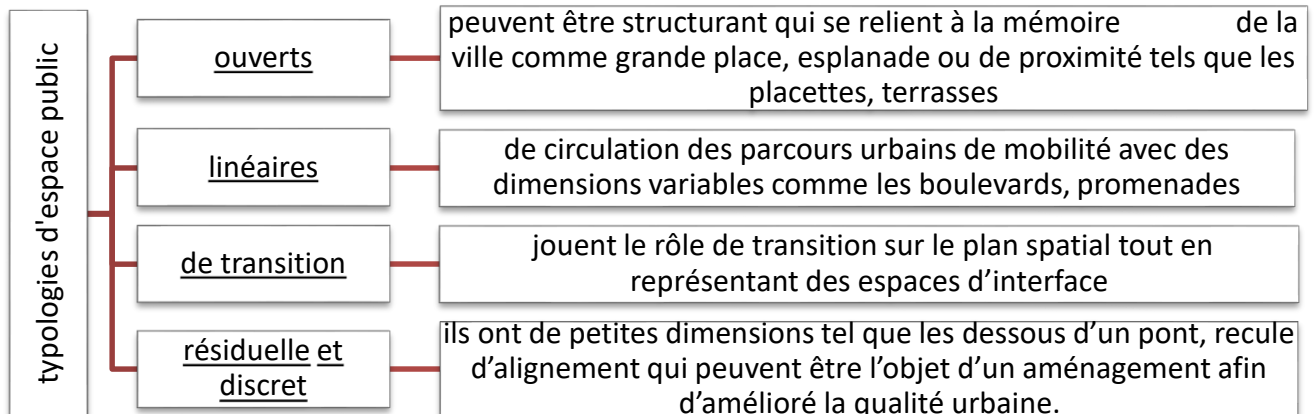 typologies d'espace public
ouverts
peuvent être structurant qui se relient à la mémoire de la
ville comme grande place, esplanade ou de proximité tels que les
placettes, terrasses
linéaires
de circulation des parcours urbains de mobilité avec des
dimensions variables comme les boulevards, promenades
de transition
jouent le rôle de transition sur le plan spatial tout en
représentant des espaces d’interface
résiduelle et
discret
ils ont de petites dimensions tel que les dessous d’un pont, recule
d’alignement qui peuvent être l’objet d’un aménagement afin
d’amélioré la qualité urbaine.